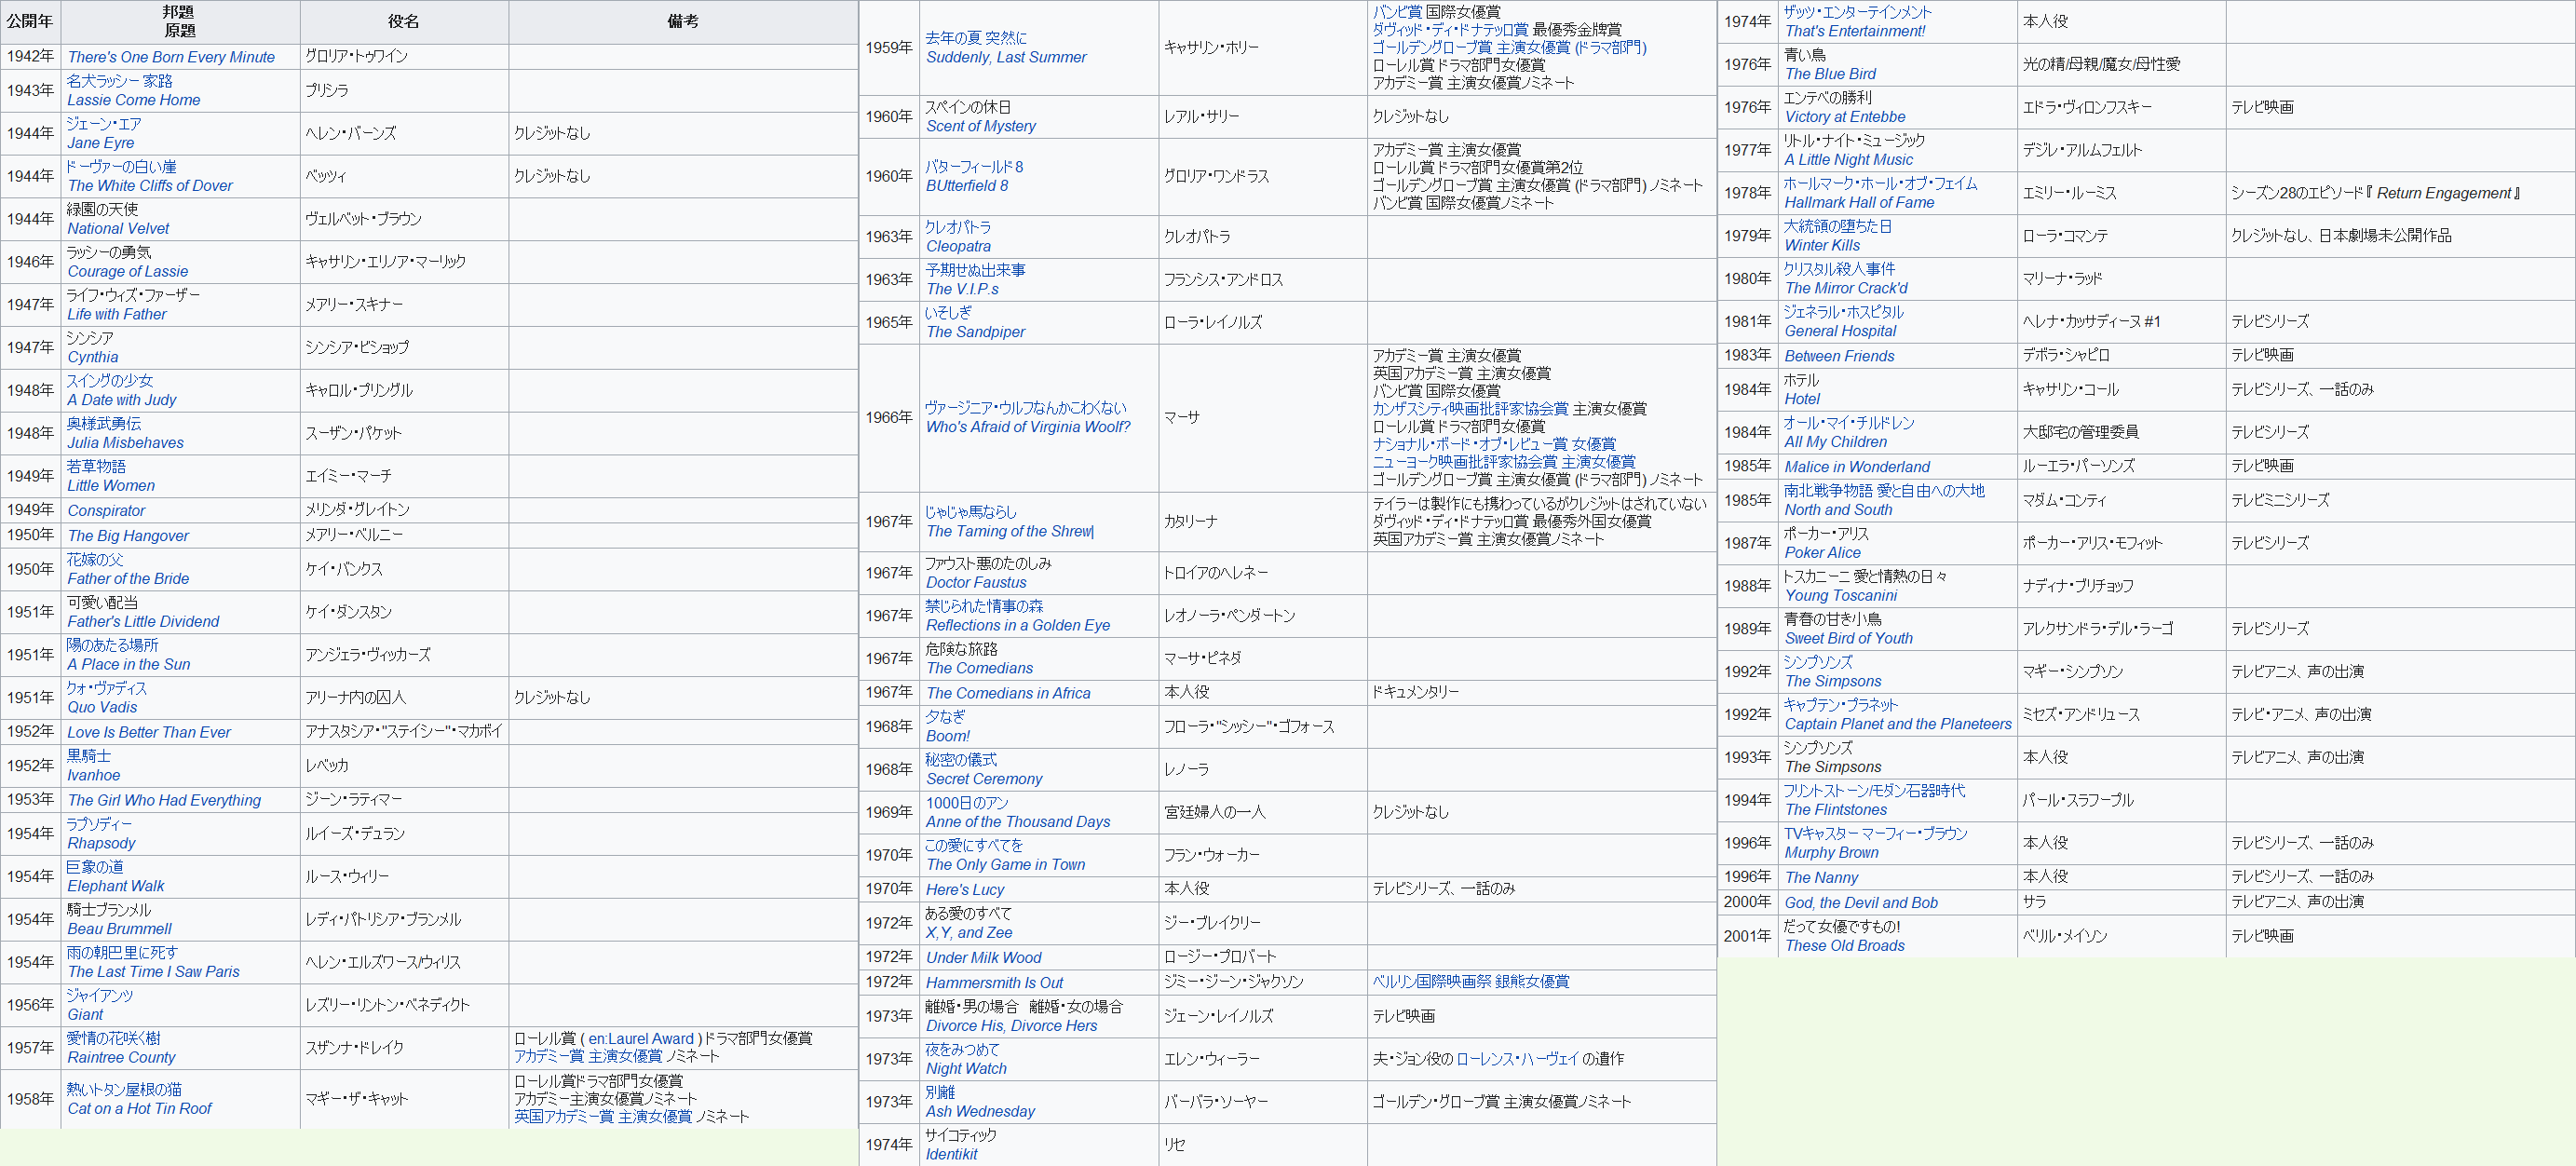 公開年
邦題
原題
役名
備考
1942年
There's One Born Every Minute
グロリア・トゥワイン
1943年
名犬ラッシー 家路
Lassie Come Home
プリシラ
1944年
ジェーン・エア
Jane Eyre
ヘレン・バーンズ
クレジットなし
1944年
ドーヴァーの白い崖
The White Cliffs of Dover
ベッツィ
クレジットなし
1944年
緑園の天使
National Velvet
ヴェルベット・ブラウン
1946年
ラッシーの勇気
Courage of Lassie
キャサリン・エリノア・マーリック
1947年
ライフ・ウィズ・ファーザー
Life with Father
メアリー・スキナー
1947年
シンシア
Cynthia
シンシア・ビショップ
1948年
スイングの少女
A Date with Judy
キャロル・プリングル
1948年
奥様武勇伝
Julia Misbehaves
スーザン・パケット
1949年
若草物語
Little Women
エイミー・マーチ
1949年
Conspirator
メリンダ・グレイトン
1950年
The Big Hangover
メアリー・ベルニー
1950年
花嫁の父
Father of the Bride
ケイ・バンクス
1951年
可愛い配当
Father's Little Dividend
ケイ・ダンスタン
1951年
陽のあたる場所
A Place in the Sun
アンジェラ・ヴィッカーズ
1951年
クォ・ヴァディス
Quo Vadis
アリーナ内の囚人
クレジットなし
1952年
Love Is Better Than Ever
アナスタシア・"ステイシー"・マカボイ
1952年
黒騎士
Ivanhoe
レベッカ
1953年
The Girl Who Had Everything
ジーン・ラティマー
1954年
ラプソディー
Rhapsody
ルイーズ・デュラン
1954年
巨象の道
Elephant Walk
ルース・ウィリー
1954年
騎士ブランメル
Beau Brummell
レディ・パトリシア・ブランメル
1954年
雨の朝巴里に死す
The Last Time I Saw Paris
ヘレン・エルズワース/ウィリス
1956年
ジャイアンツ
Giant
レズリー・リントン・ベネディクト
1957年
愛情の花咲く樹
Raintree County
スザンナ・ドレイク
ローレル賞 ( en:Laurel Award ) ドラマ部門女優賞
アカデミー賞 主演女優賞 ノミネート
1958年
熱いトタン屋根の猫
Cat on a Hot Tin Roof
マギー・ザ・キャット
ローレル賞ドラマ部門女優賞
アカデミー主演女優賞ノミネート
英国アカデミー賞 主演女優賞 ノミネート
1959年
去年の夏 突然に
Suddenly, Last Summer
キャサリン・ホリー
バンビ賞 国際女優賞
ダヴィッド・ディ・ドナテッロ賞 最優秀金牌賞
ゴールデングローブ賞 主演女優賞 (ドラマ部門)
ローレル賞 ドラマ部門女優賞
アカデミー賞 主演女優賞ノミネート
1960年
スペインの休日
Scent of Mystery
レアル・サリー
クレジットなし
1960年
バターフィールド8
BUtterfield 8
グロリア・ワンドラス
アカデミー賞 主演女優賞
ローレル賞 ドラマ部門女優賞第2位
ゴールデングローブ賞 主演女優賞 (ドラマ部門) ノミネート
バンビ賞 国際女優賞ノミネート
1963年
クレオパトラ
Cleopatra
クレオパトラ
1963年
予期せぬ出来事
The V.I.P.s
フランシス・アンドロス
1965年
いそしぎ
The Sandpiper
ローラ・レイノルズ
1966年
ヴァージニア・ウルフなんかこわくない
Who's Afraid of Virginia Woolf?
マーサ
アカデミー賞 主演女優賞
英国アカデミー賞 主演女優賞
バンビ賞 国際女優賞
カンザスシティ映画批評家協会賞 主演女優賞
ローレル賞 ドラマ部門女優賞
ナショナル・ボード・オブ・レビュー賞 女優賞
ニューヨーク映画批評家協会賞 主演女優賞
ゴールデングローブ賞 主演女優賞 (ドラマ部門) ノミネート
1967年
じゃじゃ馬ならし
The Taming of the Shrew|
カタリーナ
テイラーは製作にも携わっているがクレジットはされていない
ダヴィッド・ディ・ドナテッロ賞 最優秀外国女優賞
英国アカデミー賞 主演女優賞ノミネート
1967年
ファウスト悪のたのしみ
Doctor Faustus
トロイアのヘレネー
1967年
禁じられた情事の森
Reflections in a Golden Eye
レオノーラ・ペンダートン
1967年
危険な旅路
The Comedians
マーサ・ピネダ
1967年
The Comedians in Africa
本人役
ドキュメンタリー
1968年
夕なぎ
Boom!
フローラ・"シッシー"・ゴフォース
1968年
秘密の儀式
Secret Ceremony
レノーラ
1969年
1000日のアン
Anne of the Thousand Days
宮廷婦人の一人
クレジットなし
1970年
この愛にすべてを
The Only Game in Town
フラン・ウォーカー
1970年
Here's Lucy
本人役
テレビシリーズ、一話のみ
1972年
ある愛のすべて
X,Y, and Zee
ジー・ブレイクリー
1972年
Under Milk Wood
ロージー・プロバート
1972年
Hammersmith Is Out
ジミー・ジーン・ジャクソン
ベルリン国際映画祭 銀熊女優賞
1973年
離婚・男の場合 離婚・女の場合
Divorce His, Divorce Hers
ジェーン・レイノルズ
テレビ映画
1973年
夜をみつめて
Night Watch
エレン・ウィーラー
夫・ジョン役の ローレンス・ハーヴェイ の遺作
1973年
別離
Ash Wednesday
バーバラ・ソーヤー
ゴールデン・グローブ賞 主演女優賞ノミネート
1974年
サイコティック
Identikit
リセ
1974年
ザッツ・エンターテインメント
That's Entertainment!
本人役
1976年
青い鳥
The Blue Bird
光の精/母親/魔女/母性愛
1976年
エンテベの勝利
Victory at Entebbe
エドラ・ヴィロンフスキー
テレビ映画
1977年
リトル・ナイト・ミュージック
A Little Night Music
デジレ・アルムフェルト
1978年
ホールマーク・ホール・オブ・フェイム
Hallmark Hall of Fame
エミリー・ルーミス
シーズン28のエピソード『 Return Engagement 』
1979年
大統領の堕ちた日
Winter Kills
ローラ・コマンテ
クレジットなし、日本劇場未公開作品
1980年
クリスタル殺人事件
The Mirror Crack'd
マリーナ・ラッド
1981年
ジェネラル・ホスピタル
General Hospital
ヘレナ・カッサディーヌ #1
テレビシリーズ
1983年
Between Friends
デボラ・シャピロ
テレビ映画
1984年
ホテル
Hotel
キャサリン・コール
テレビシリーズ、一話のみ
1984年
オール・マイ・チルドレン
All My Children
大邸宅の管理委員
テレビシリーズ
1985年
Malice in Wonderland
ルーエラ・パーソンズ
テレビ映画
1985年
南北戦争物語 愛と自由への大地
North and South
マダム・コンティ
テレビミニシリーズ
1987年
ポーカー・アリス
Poker Alice
ポーカー・アリス・モフィット
テレビシリーズ
1988年
トスカニーニ 愛と情熱の日々
Young Toscanini
ナディナ・ブリチョッフ
1989年
青春の甘き小鳥
Sweet Bird of Youth
アレクサンドラ・デル・ラーゴ
テレビシリーズ
1992年
シンプソンズ
The Simpsons
マギー・シンプソン
テレビアニメ、声の出演
1992年
キャプテン・プラネット
Captain Planet and the Planeteers
ミセズ・アンドリュース
テレビ・アニメ、声の出演
1993年
シンプソンズ
The Simpsons
本人役
テレビアニメ、声の出演
1994年
フリントストーン/モダン石器時代
The Flintstones
パール・スラフープル
1996年
TVキャスター マーフィー・ブラウン
Murphy Brown
本人役
テレビシリーズ、一話のみ
1996年
The Nanny
本人役
テレビシリーズ、一話のみ
2000年
God, the Devil and Bob
サラ
テレビアニメ、声の出演
2001年
だって女優ですもの!
These Old Broads
ベリル・メイソン
テレビ映画